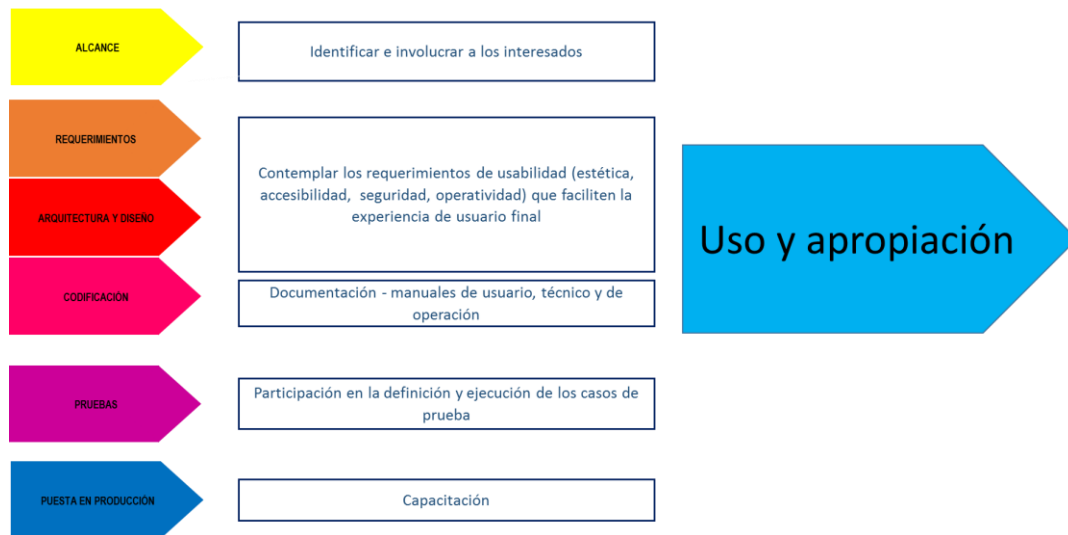 ALCANCE
Identificar e involucrar a los interesados
REQUERIMIENTOS
ARQUITECTURA Y DISEÑO
Contemplar los requerimientos de usabilidad (estética,
accesibilidad, seguridad, operatividad) que faciliten la
experiencia de usuario final
CODIFICACIÓN
Documentación - manuales de usuario, técnico y de
operación
PRUEBAS
Participación en la definición y ejecución de los casos de
prueba
PUESTA EN PRODUCCIÓN
Capacitación
Uso y apropiación